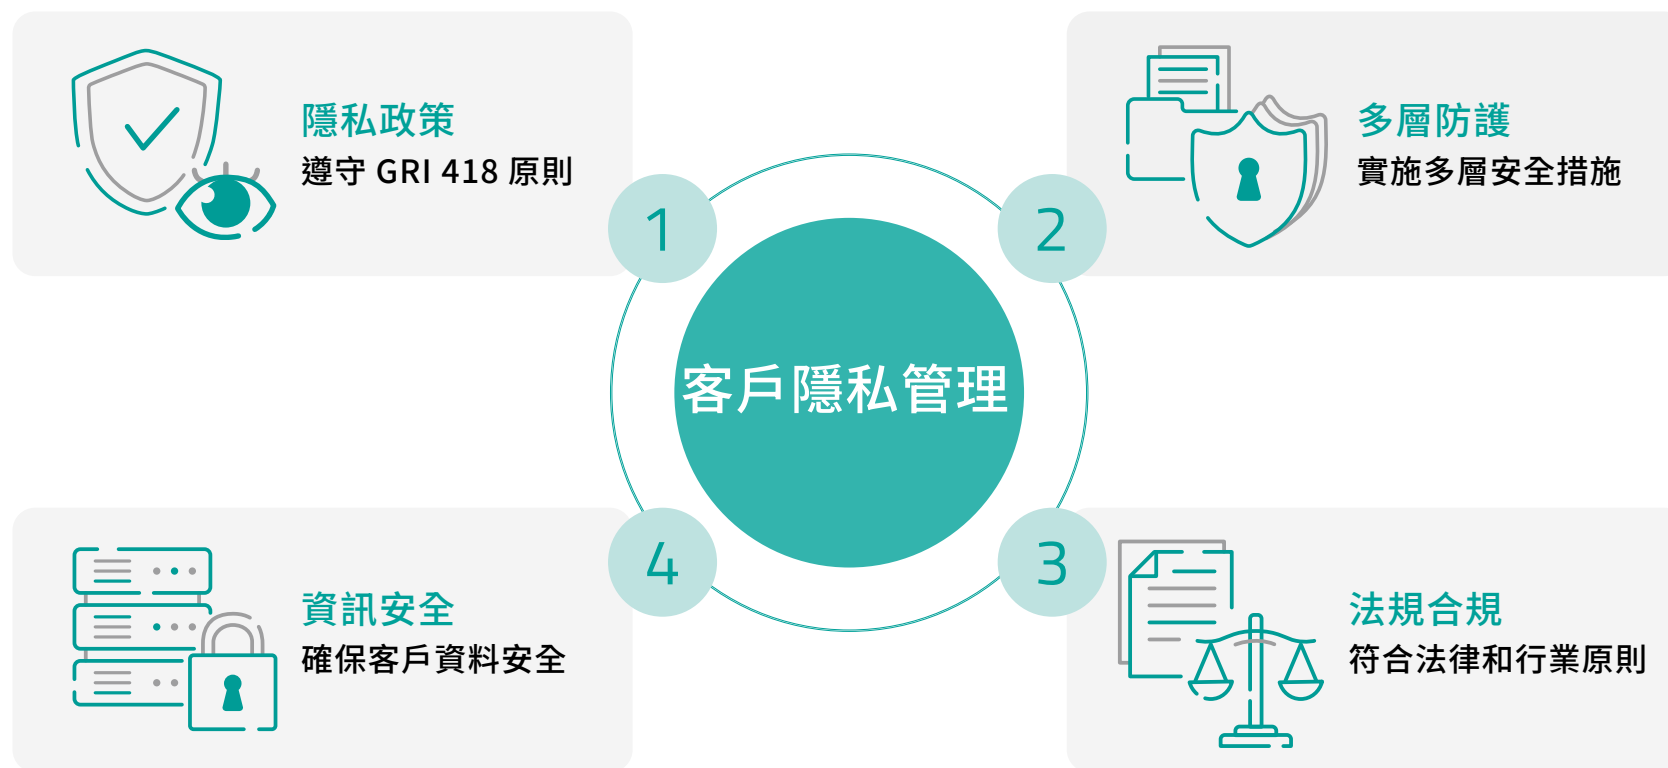 隱私政策
遵守 GRI 418 原則
1
多層防護
實施多層安全措施
2
客戶隱私管理
4
資訊安全
確保客戶資料安全
3
法規合規
符合法律和行業原則